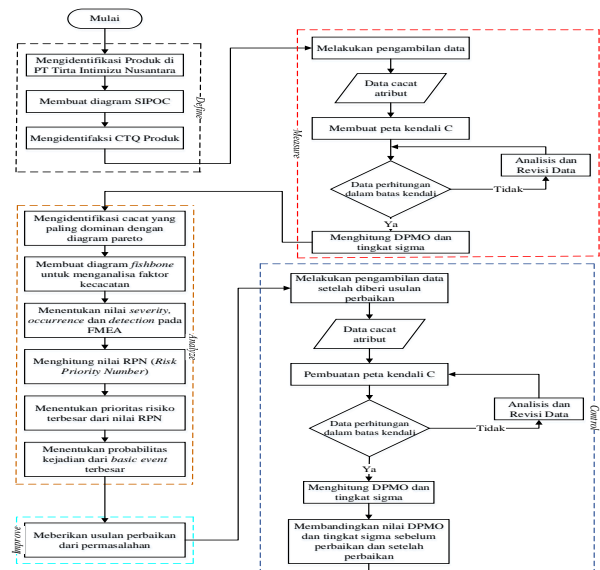 Mulai
Mengidentifikasi Produk di
PT Tirta Intimizu Nusantara
Membuat diagram SIPOC
Mengidentifaksi CTQ Produk
Define
Melakukan pengambilan data
Data cacat
atribut
Membuat peta kendali C
Data perhitungan
dalam batas kendali
Tidak
Analisis dan
Revisi Data
Ya
Menghitung DPMO dan
tingkat sigma
Measure
Mengidentifikasi cacat yang
paling dominan dengan
diagram pareto
Membuat diagram fishbone
untuk menganalisa faktor
kecacatan
Menentukan nilai severity,
occurrence dan detection pada
FMEA
Menghitung nilai RPN (Risk
Priority Number)
Menentukan prioritas risiko
terbesar dari nilai RPN
Menentukan probabilitas
kejadian dari basic event
terbesar
Analyze
Meberikan usulan perbaikan
dari permasalahan
Improve
Melakukan pengambilan data
setelah diberi usulan
perbaikan
Data cacat
atribut
Pembuatan peta kendali C
Data perhitungan
dalam batas kendali
Tidak
Analisis dan
Revisi Data
Ya
Menghitung DPMO dan
tingkat sigma
Membandingkan nilai DPMO
dan tingkat sigma sebelum
perbaikan dan setelah
perbaikan
Control